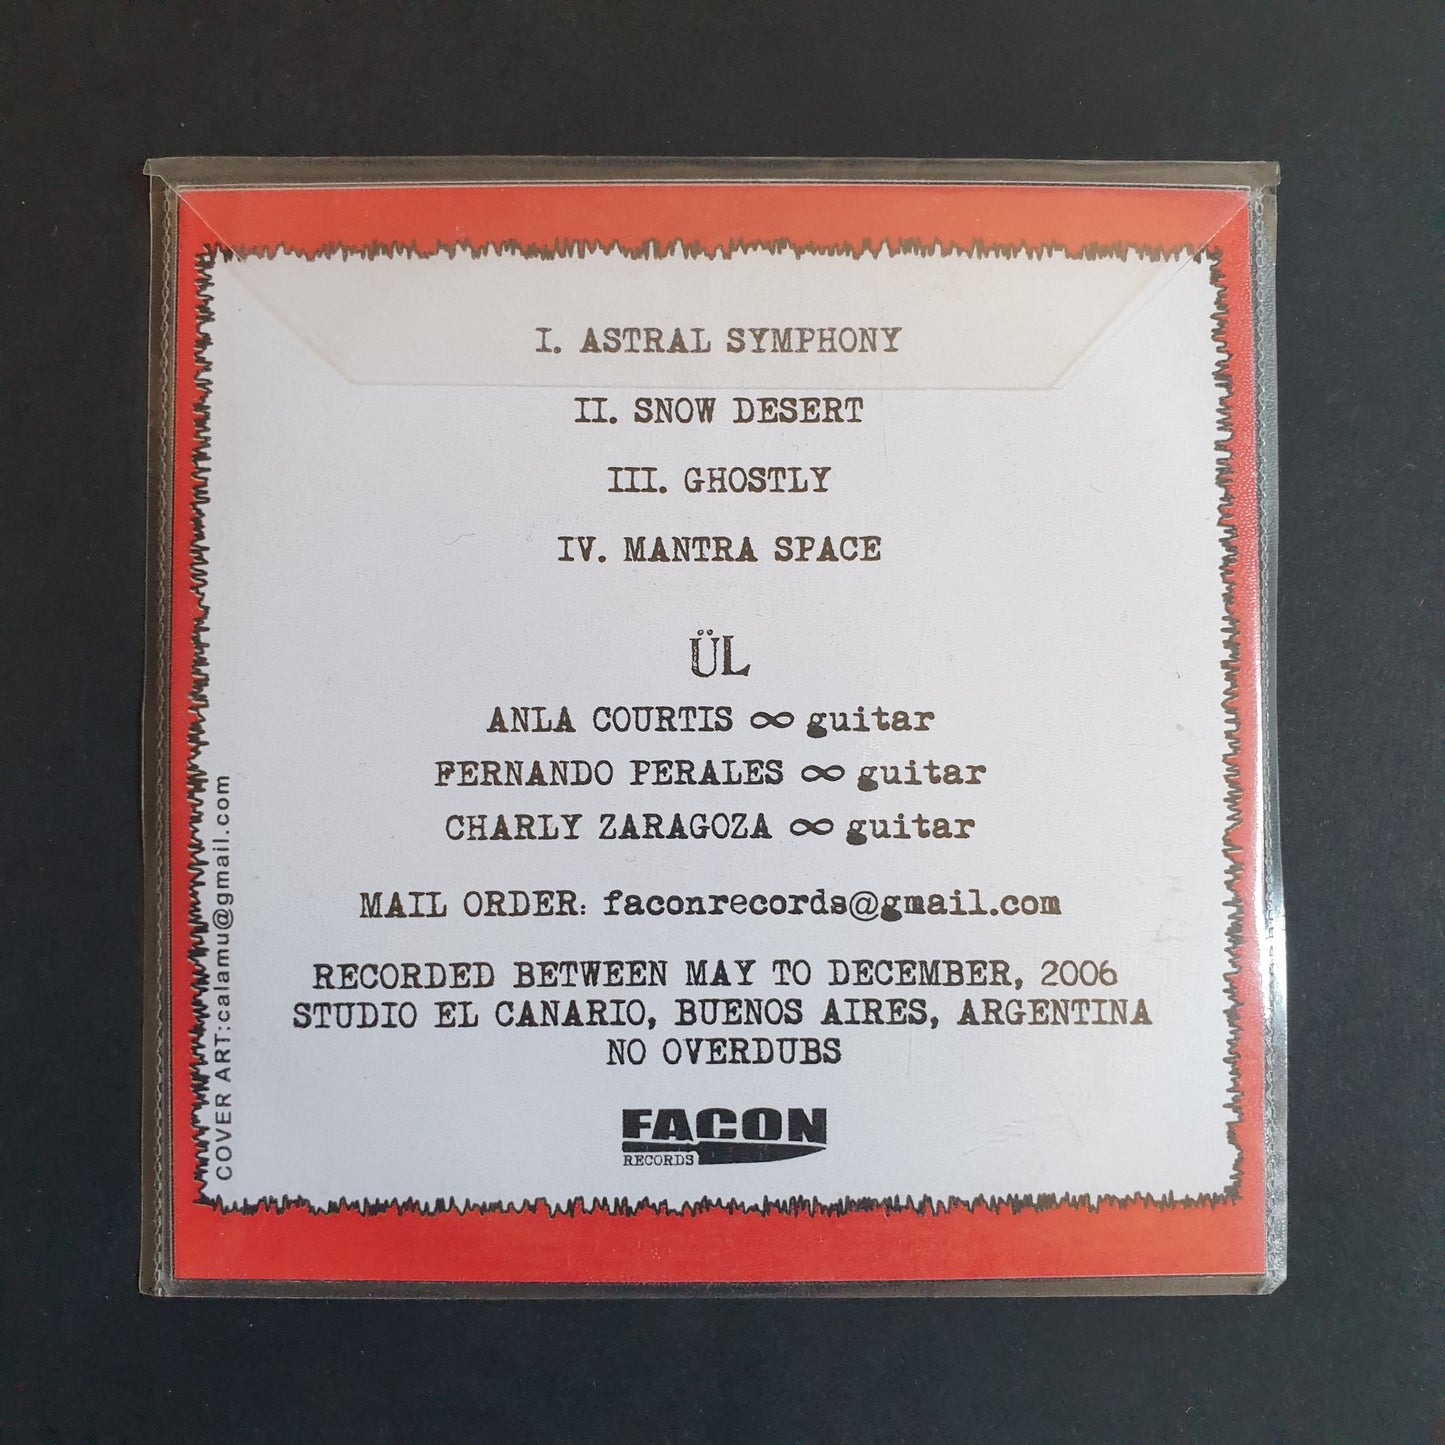 I. ASTRAL SYMPHONY
II. SNOW DESERT
III. GHOSTLY
IV. MANTRA SPACE
ÜL
ANLA COURTIS ∞ guitar
FERNANDO PERALES ∞ guitar
CHARLY ZARAGOZA ∞ guitar
MAIL ORDER: faconrecords@gmail.com
RECORDED BETWEEN MAY TO DECEMBER, 2006
STUDIO EL CANARIO, BUENOS AIRES, ARGENTINA
NO OVERDUBS
FACON
RECORDS
COVER ART:calamu@gmail.com